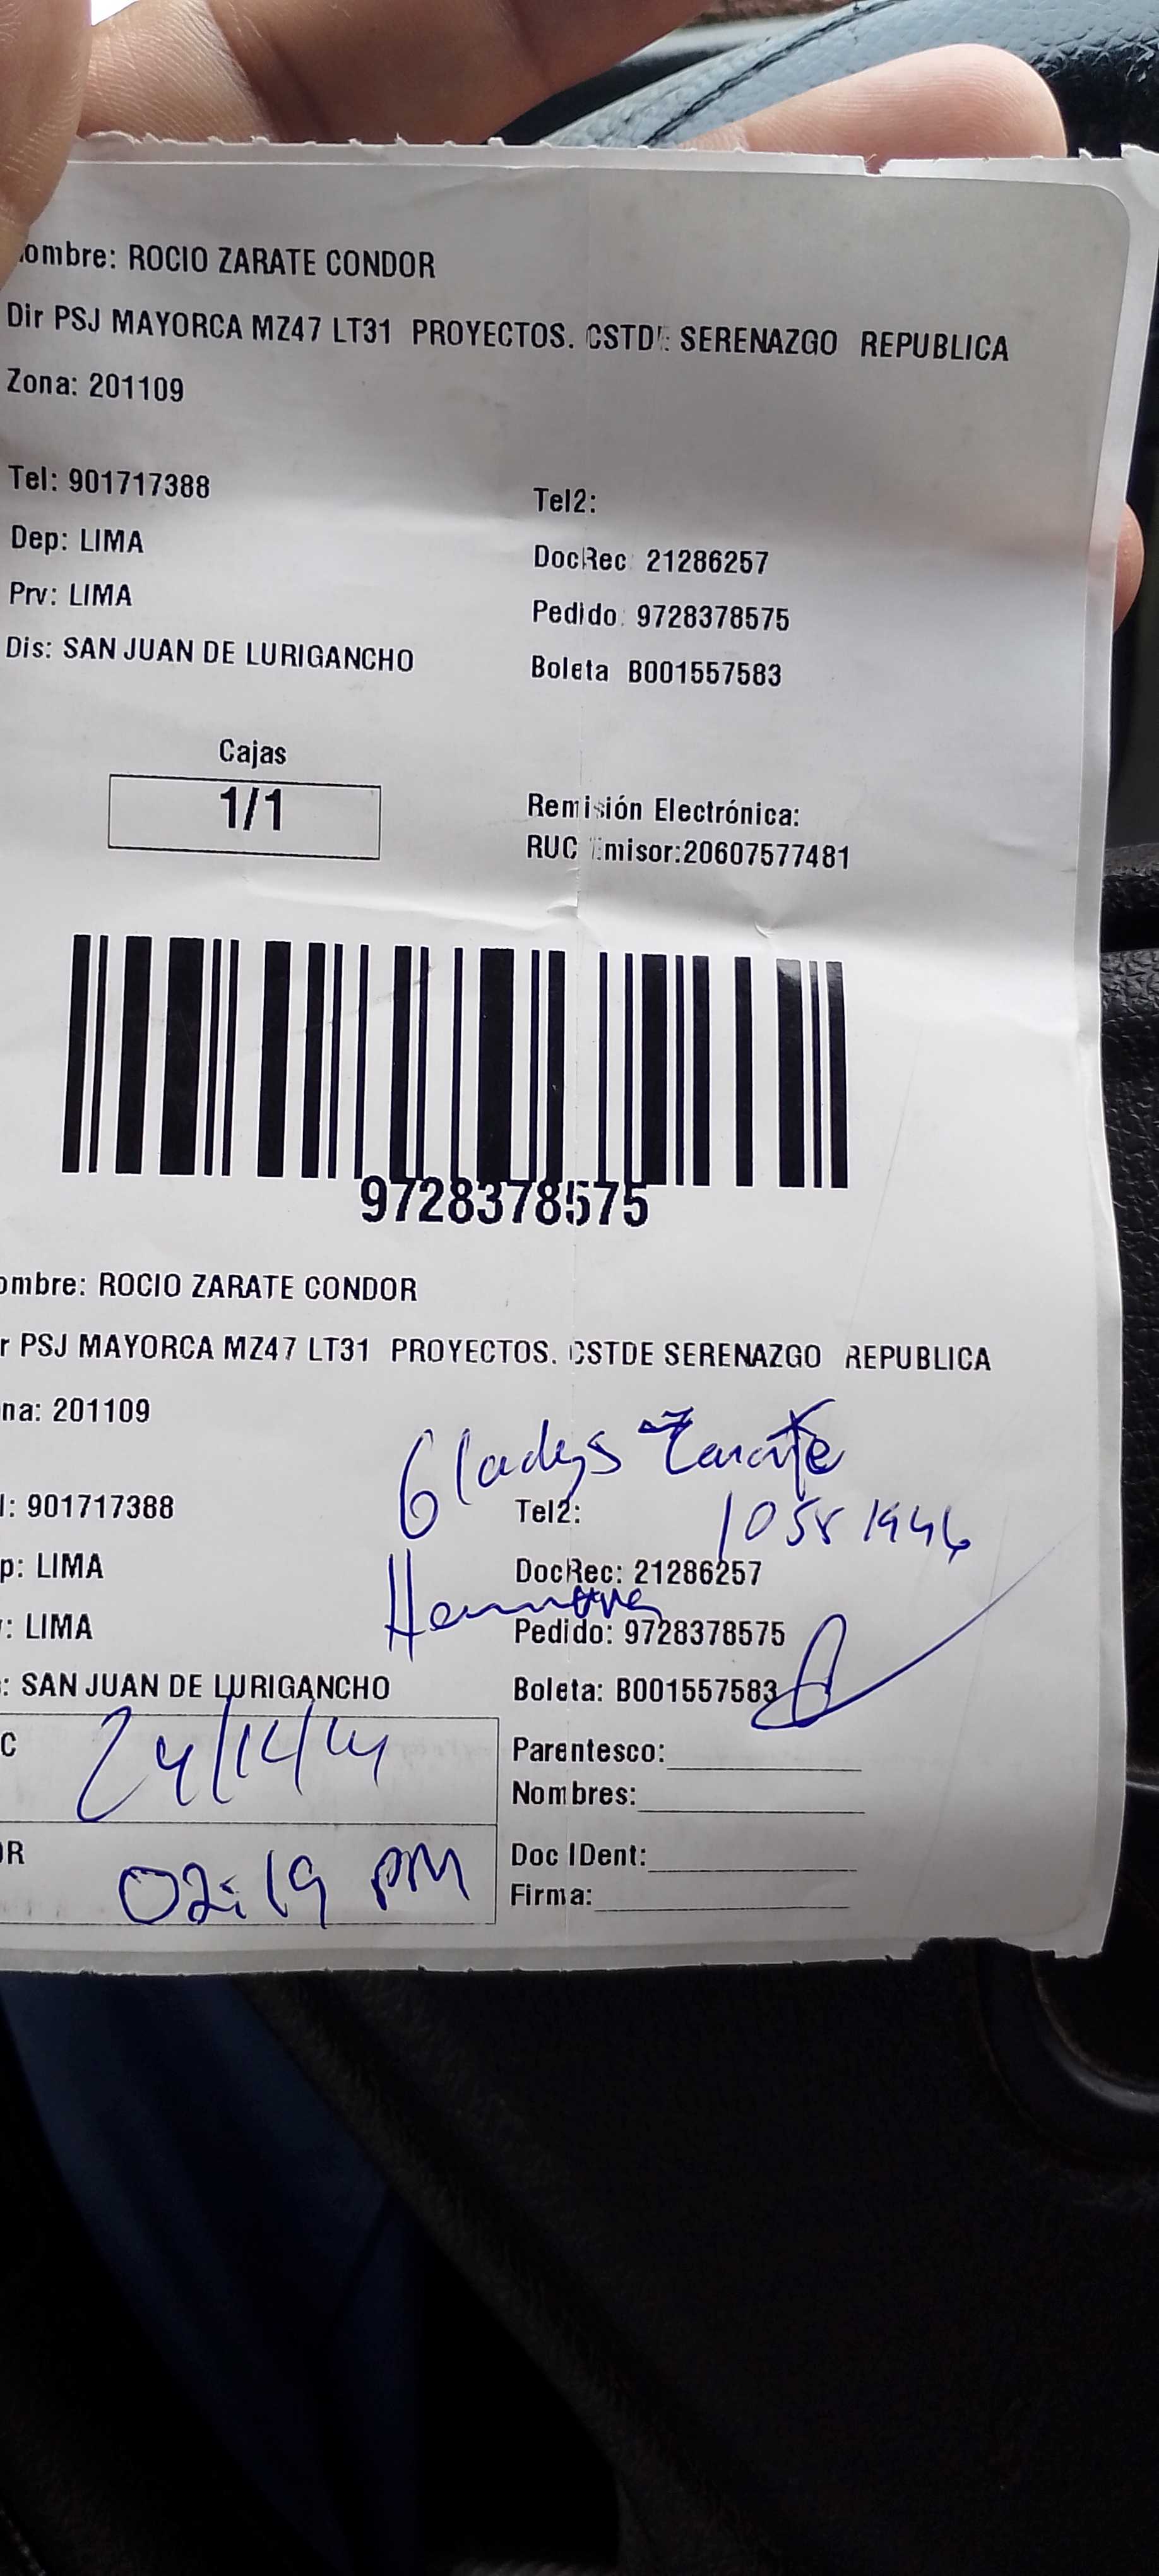 ombre: ROCIO ZARATE CONDOR
Dir PSJ MAYORCA MZ47 LT31 PROYECTOS. CSTDE SERENAZGO REPUBLICA
Zona: 201109
Tel: 901717388 Tel2:
Dep: LIMA DocRec: 21286257
Prv: LIMA Pedido: 9728378575
Dis: SAN JUAN DE LURIGANCHO Boleta B001557583
Cajas
1/1
Remisión Electrónica:
RUC Emisor:20607577481
9728378575
ombre: ROCIO ZARATE CONDOR
r PSJ MAYORCA MZ47 LT31 PROYECTOS. CSTDE SERENAZGO REPUBLICA
na: 201109
Gladys Zarate
l: 901717388 Tel2:
p: LIMA DocRec: 21286257
: LIMA Pedido: 9728378575
: SAN JUAN DE LURIGANCHO Boleta: B001557583
C Parentesco:
Nombres:
R 02:19 PM Doc IDent:
Firma: